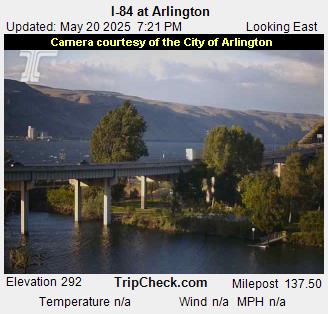 I-84 at Arlington
Updated: May 20 2025 7:21 PM Looking East
Camera courtesy of the City of Arlington
Elevation 292 TripCheck.com Milepost 137.50
Temperature n/a Wind n/a MPH n/a